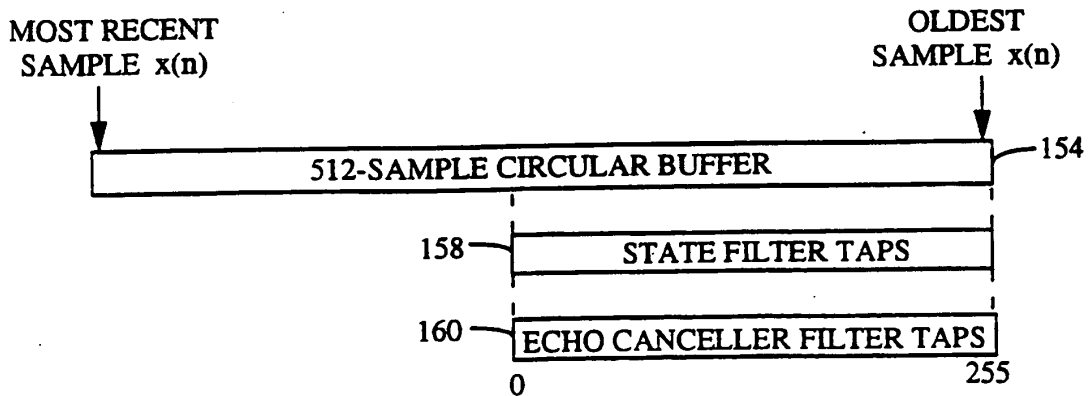 MOST RECENT
SAMPLE x(n)
OLDEST
SAMPLE x(n)
512-SAMPLE CIRCULAR BUFFER
154
158
STATE FILTER TAPS
160
ECHO CANCELLER FILTER TAPS
0
255